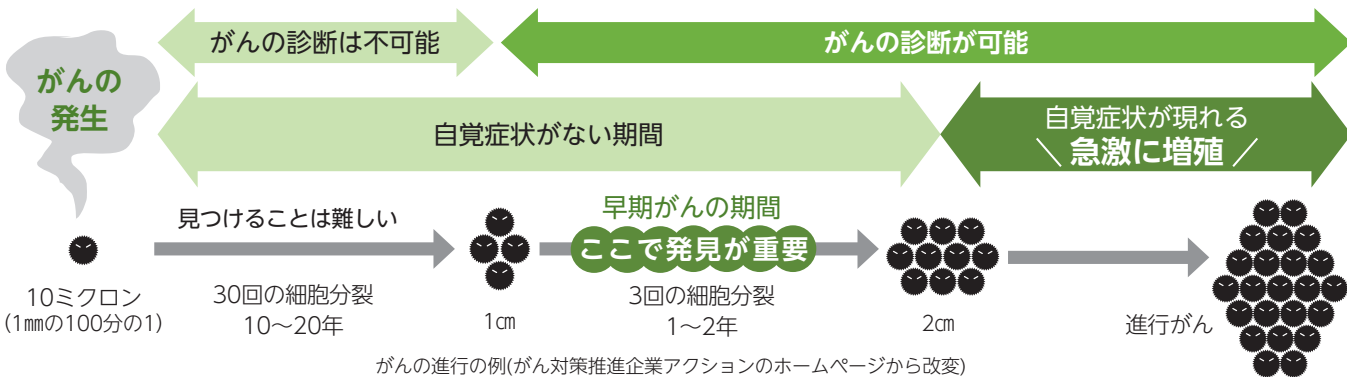 がんの診断は不可能
がんの診断が可能
がんの
発生
自覚症状がない期間
自覚症状が現れる
＼ 急激に増殖 ／
見つけることは難しい
早期がんの期間
ここで発見が重要
10ミクロン
(1㎜の100分の1)
30回の細胞分裂
10〜20年
1㎝
3回の細胞分裂
1〜2年
2㎝
進行がん
がんの進行の例(がん対策推進企業アクションのホームページから改変)